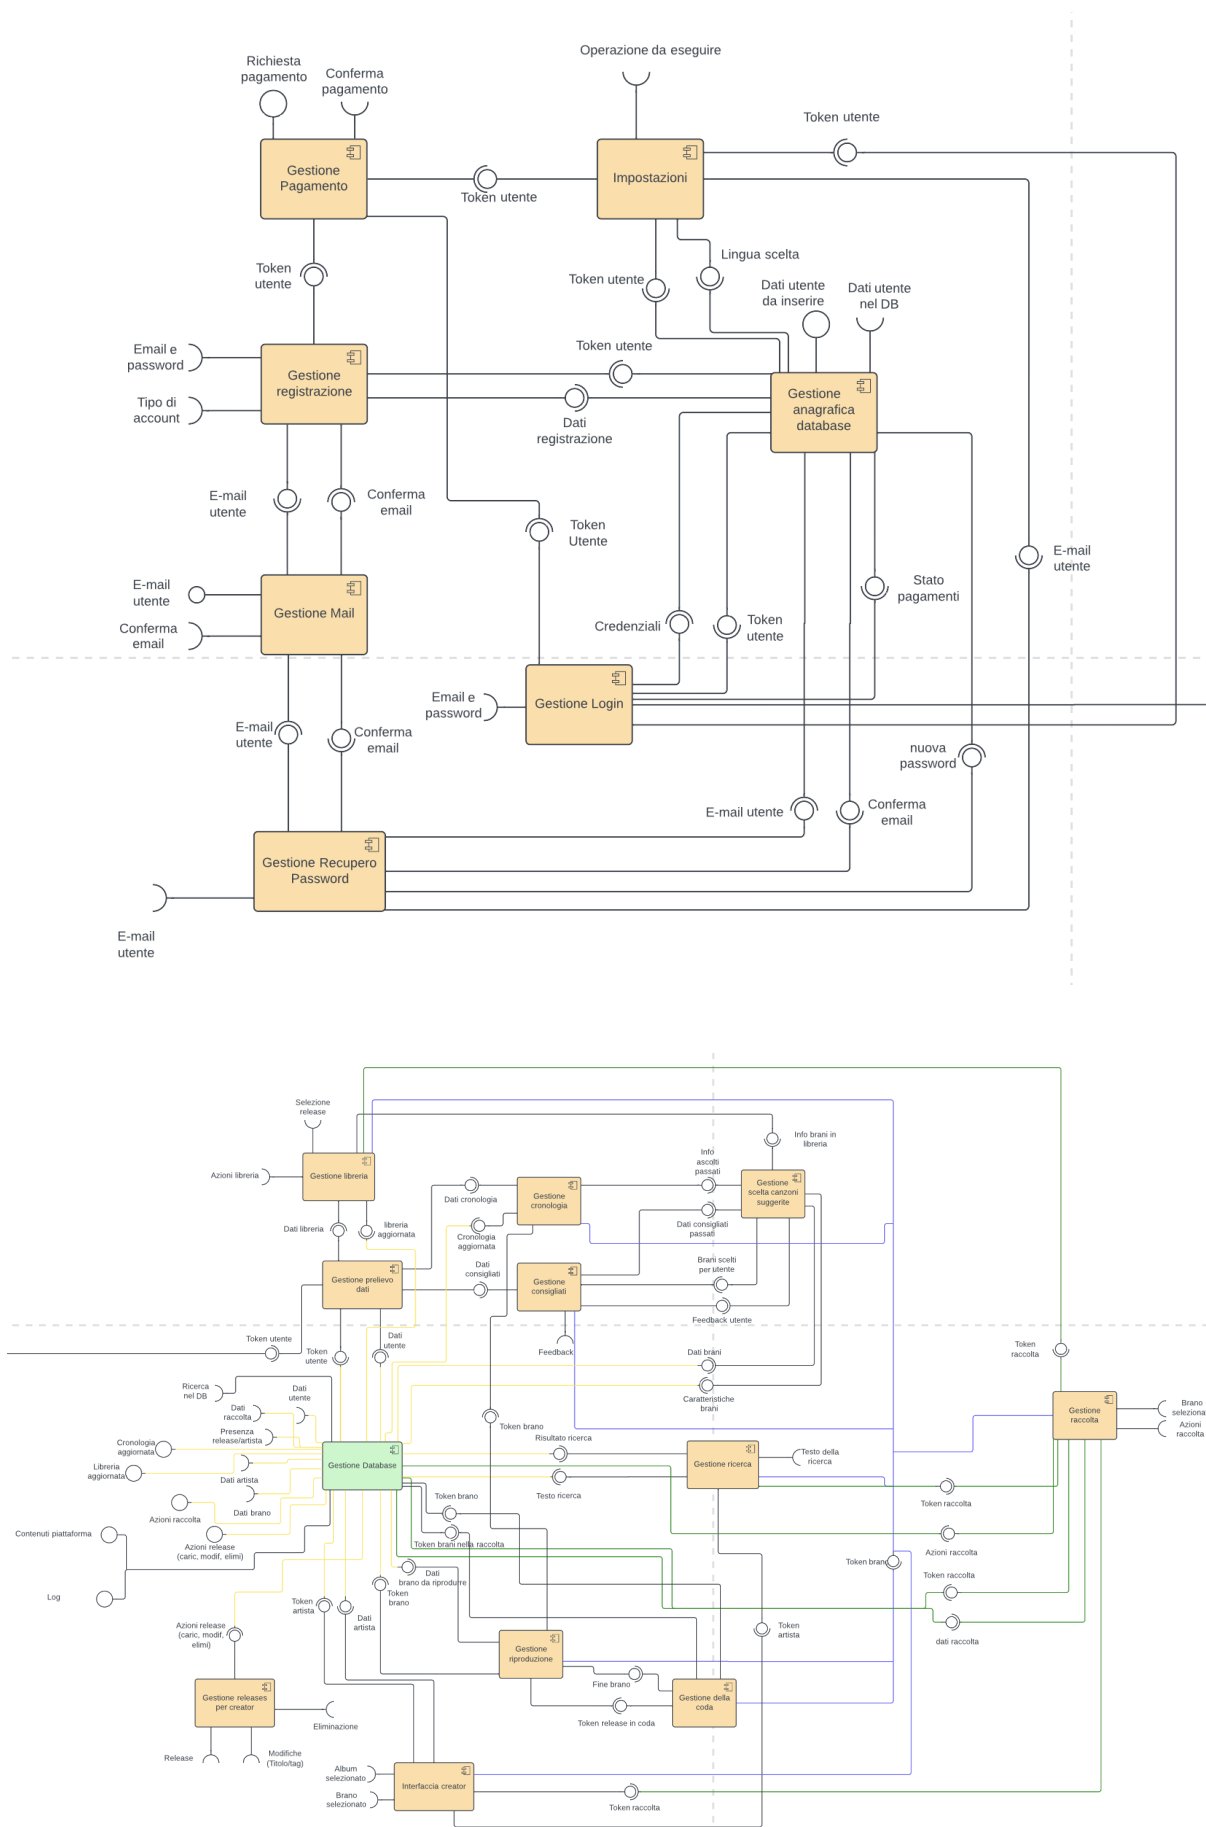 Operazione da eseguire
Richiesta
pagamento
Conferma
pagamento
Token utente
Gestione
Pagamento
Impostazioni
Token utente
Token
utente
Token utente
Lingua scelta
Dati utente
da inserire
Dati utente
nel DB
Email e
password
Token utente
Gestione
registrazione
Tipo di
account
Gestione
anagrafica
database
Dati
registrazione
E-mail
utente
Conferma
email
Token
Utente
E-mail
utente
E-mail
utente
Stato
pagamenti
Gestione Mail
Credenziali
Token
utente
Conferma
email
Email e
password
Gestione Login
E-mail
utente
Conferma
email
nuova
password
E-mail utente
Conferma
email
Gestione Recupero
Password
E-mail
utente
Selezione
release
Info brani in
libreria
Info
ascolti
passati
Azioni libreria
Gestione libreria
Gestione
scelta canzoni
suggerite
Dati cronologia
Gestione
cronologia
Dati libreria
libreria
aggiornata
Cronologia
aggiornata
Dati consigliati
passati
Dati
consigliati
Brani scelti
per utente
Gestione prelievo
dati
Gestione
consigliati
Feedback utente
Token utente
Token
utente
Dati
utente
Feedback
Dati brani
Token
raccolta
Ricerca
nel DB
Dati
utente
Caratteristiche
brani
Dati
raccolta
Token brano
Gestione
raccolta
Brano
seleziona
Azioni
raccolta
Presenza
release/artista
Risultato ricerca
Cronologia
aggiornata
Gestione Database
Gestione ricerca
Testo della
ricerca
Libreria
aggiornata
Dati artista
Testo ricerca
Token brano
Token raccolta
Dati brano
Azioni raccolta
Contenuti piattaforma
Azioni release
(caric, modif, elimi)
Token brani nella raccolta
Azioni raccolta
Token brano
Dati
brano da riprodurre
Token raccolta
Log
Token
brano
Token
artista
Dati
artista
Azioni release
(caric, modif,
elimi)
Token
artista
dati raccolta
Gestione
riproduzione
Fine brano
Gestione releases
per creator
Gestione della
coda
Token release in coda
Eliminazione
Release
Modifiche
(Titolo/tag)
Album
selezionato
Interfaccia creator
Brano
selezionato
Token raccolta